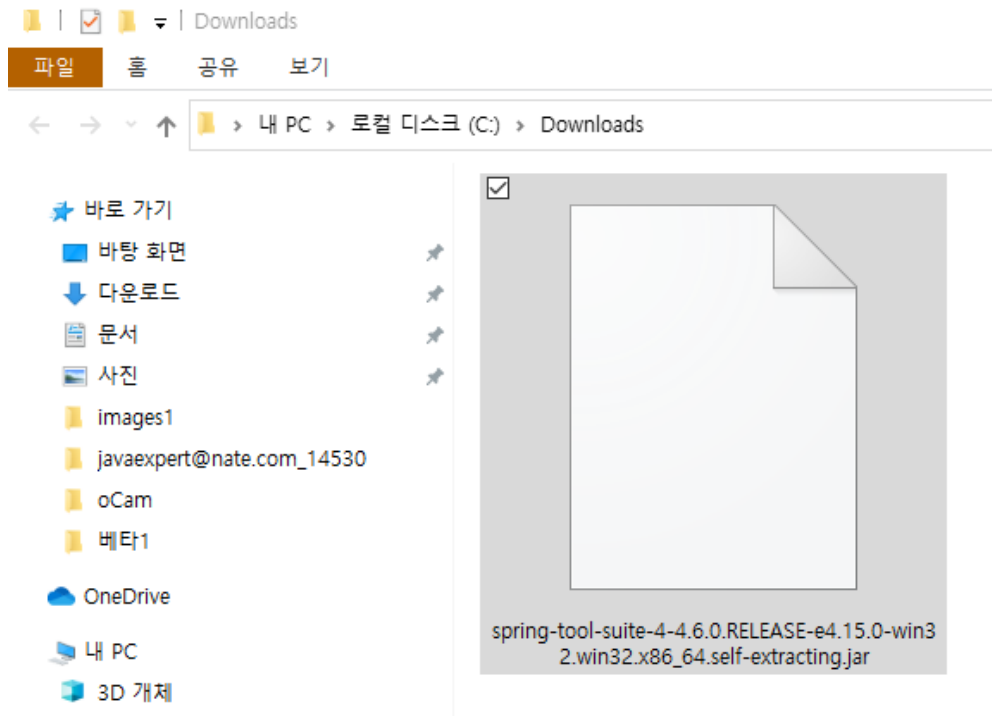 Downloads
파일 홈 공유 보기
내 PC 로컬 디스크 (C:) Downloads
바로 가기
바탕 화면
다운로드
문서
사진
images1
javaexpert@nate.com_14530
oCam
베타1
OneDrive
내 PC
3D 개체
spring-tool-suite-4-4.6.0.RELEASE-e4.15.0-win3
2.win32.x86_64.self-extracting.jar